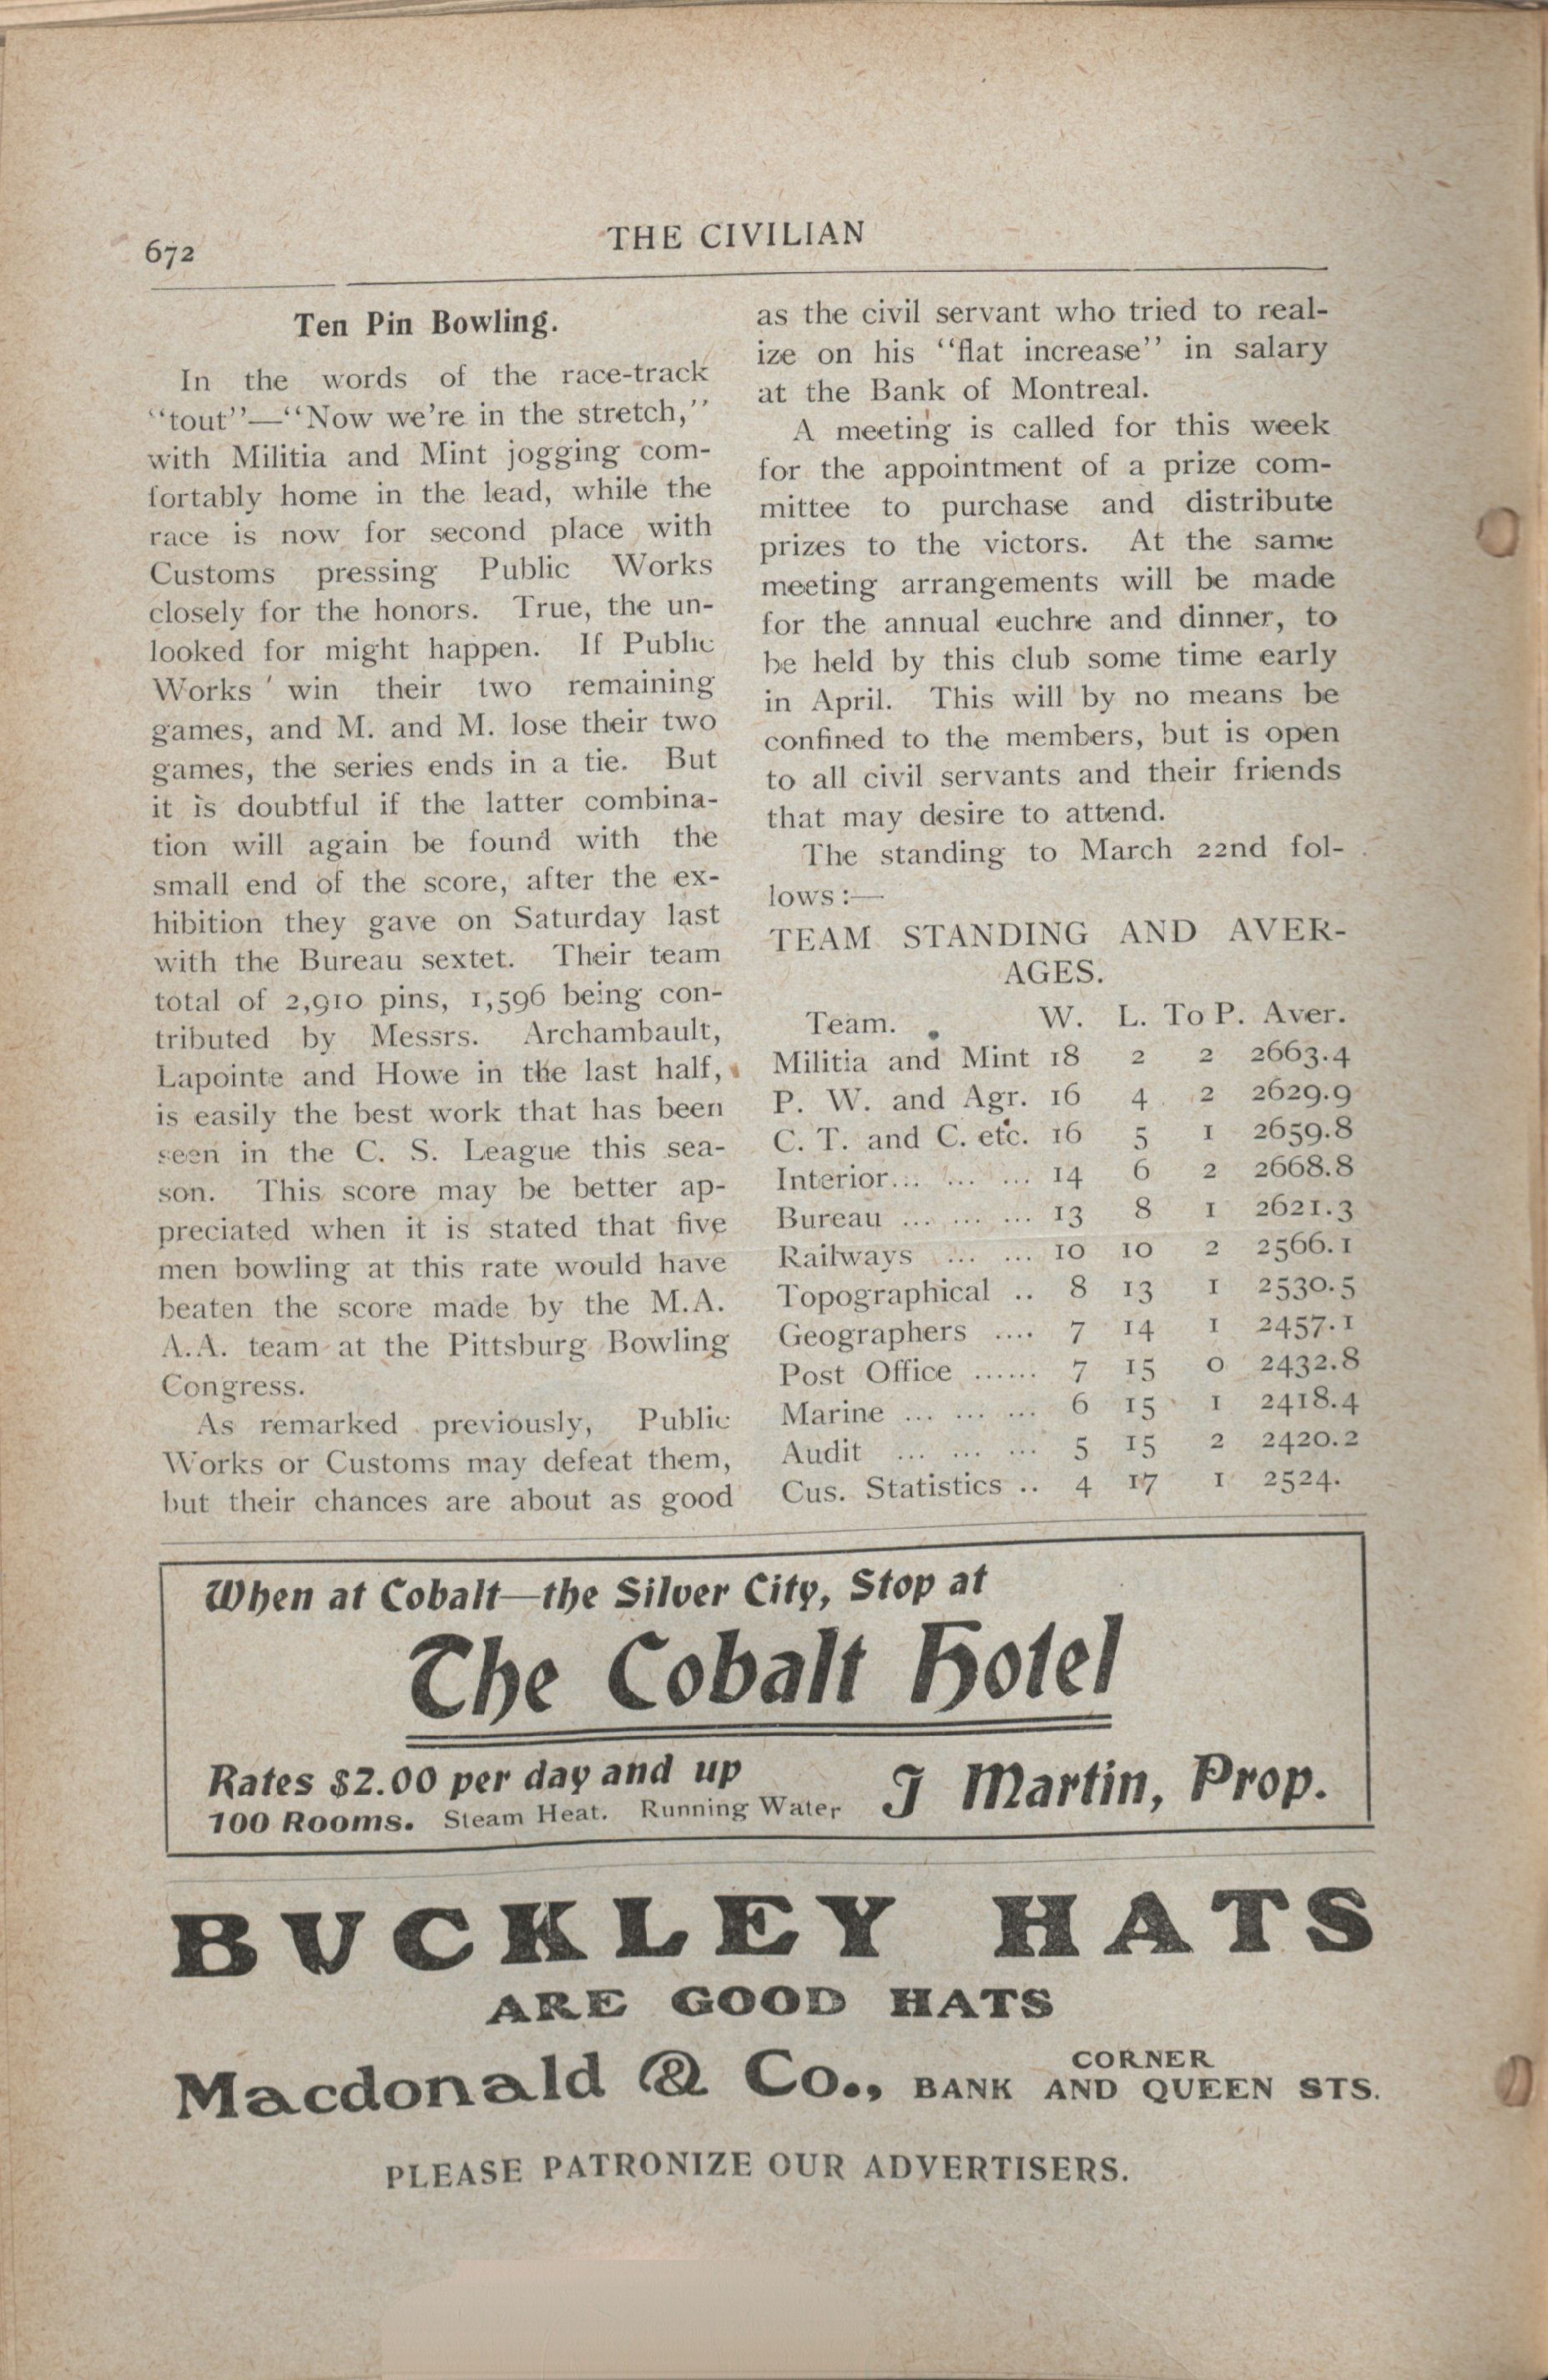 672
THE CIVILIAN
Ten Pin Bowling.
In the words of the race-track
"tout"—"Now we're in the stretch,"
with Militia and Mint jogging com-
fortably home in the lead, while the
race is now for second place with
Customs pressing Public Works
closely for the honors. True, the un-
looked for might happen. If Public
Works ' win their two remaining
games, and M. and M. lose their two
games, the series ends in a tie. But
it is doubtful if the latter combina-
tion will again be found with the
small end of the score, after the ex-
hibition they gave on Saturday last
with the Bureau sextet. Their team
total of 2,910 pins, 1,596 being con-
tributed by Messrs. Archambault,
Lapointe and Howe in the last half,
is easily the best work that has been
seen in the C. S. League this sea-
son. This score may be better ap-
preciated when it is stated that five
men bowling at this rate would have
beaten the score made by the M.A.
A.A. team at the Pittsburg Bowling
Congress.
As remarked previously, Public
Works or Customs may defeat them,
but their chances are about as good
as the civil servant who tried to real-
ize on his "flat increase" in salary
at the Bank of Montreal.
A meeting is called for this week
for the appointment of a prize com-
mittee to purchase and distribute
prizes to the victors. At the same
meeting arrangements will be made
for the annual euchre and dinner, to
be held by this club some time early
in April. This will by no means be
confined to the members, but is open
to all civil servants and their friends
that may desire to attend.
The standing to March 22nd fol-
lows:—
TEAM STANDING AND AVER-
AGES.
Team. W. L. To P. Aver.
Militia and Mint 18 2 2 2663.4
P. W. and Agr. 16 4 2 2629.9
C. T. and C. etc. 16 5 1 2659.8
Interior... ... ... 14 6 2 2668.8
Bureau ... ... ... 13 8 1 2621.3
Railways ... ... 10 10 2 2566.1
Topographical .. 8 13 1 2530.5
Geographers .... 7 14 1 2457.1
Post Office ...... 7 15 0 2432.8
Marine ... ... ... 6 15 1 2418.4
Audit ... ... ... 5 15 2 2420.2
Cus. Statistics .. 4 17 1 2524.
When at Cobalt—the Silver City, Stop at
The Cobalt Hotel
Rates $2.00 per day and up
100 Rooms. Steam Heat. Running Water
J Martin, Prop.
BUCKLEY HATS
ARE GOOD HATS
Macdonald & Co., BANK AND QUEEN STS.
CORNER
PLEASE PATRONIZE OUR ADVERTISERS.